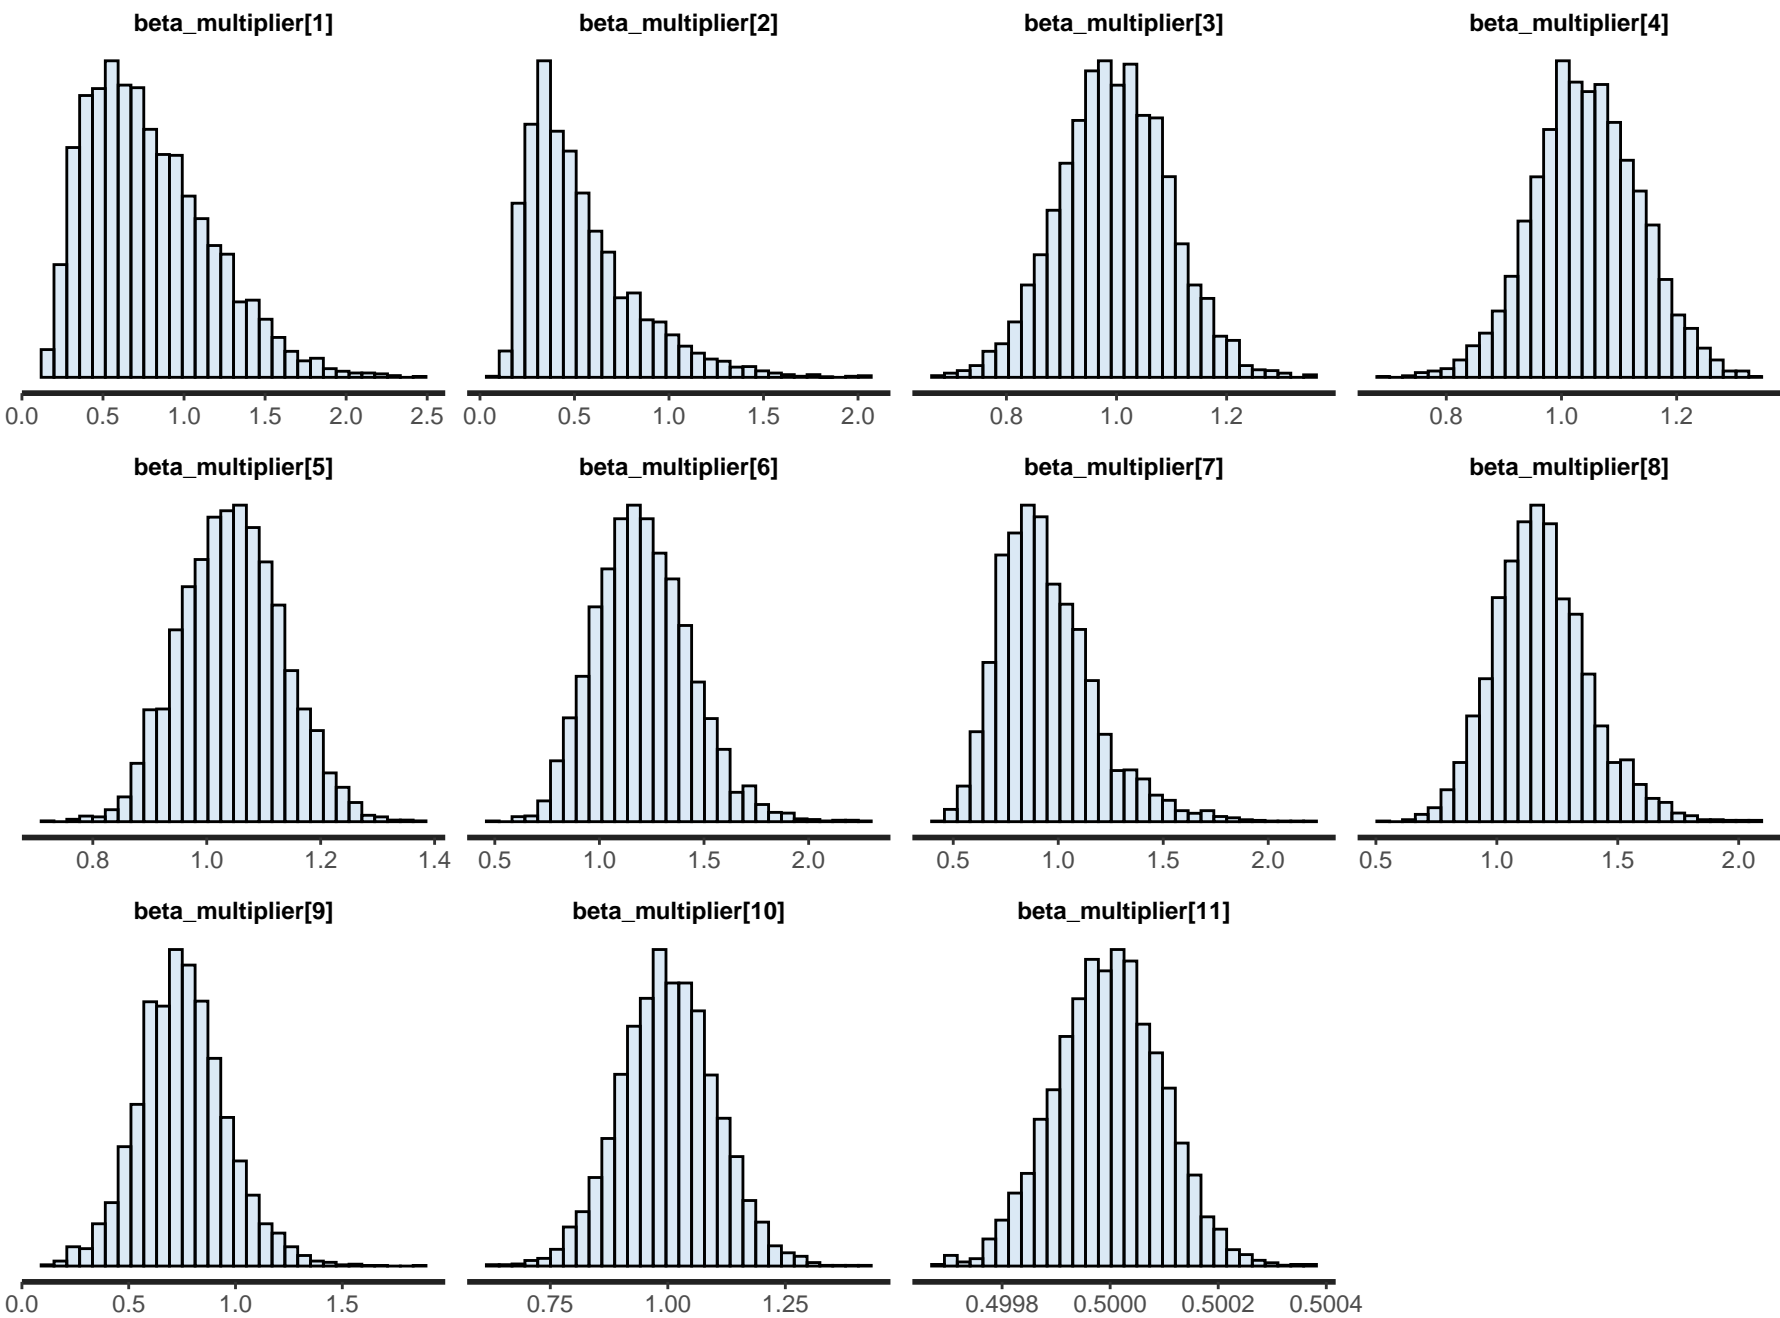 beta_multiplier[1] beta_multiplier[2] beta_multiplier[3] beta_multiplier[4]
0.0 0.5 1.0 1.5 2.0 2.5 0.0 0.5 1.0 1.5 2.0 0.8 1.0 1.2 0.8 1.0 1.2
beta_multiplier[5] beta_multiplier[6] beta_multiplier[7] beta_multiplier[8]
0.8 1.0 1.2 1.4 0.5 1.0 1.5 2.0 0.5 1.0 1.5 2.0 0.5 1.0 1.5 2.0
beta_multiplier[9] beta_multiplier[10] beta_multiplier[11]
0.0 0.5 1.0 1.5 0.75 1.00 1.25 0.4998 0.5000 0.5002 0.5004